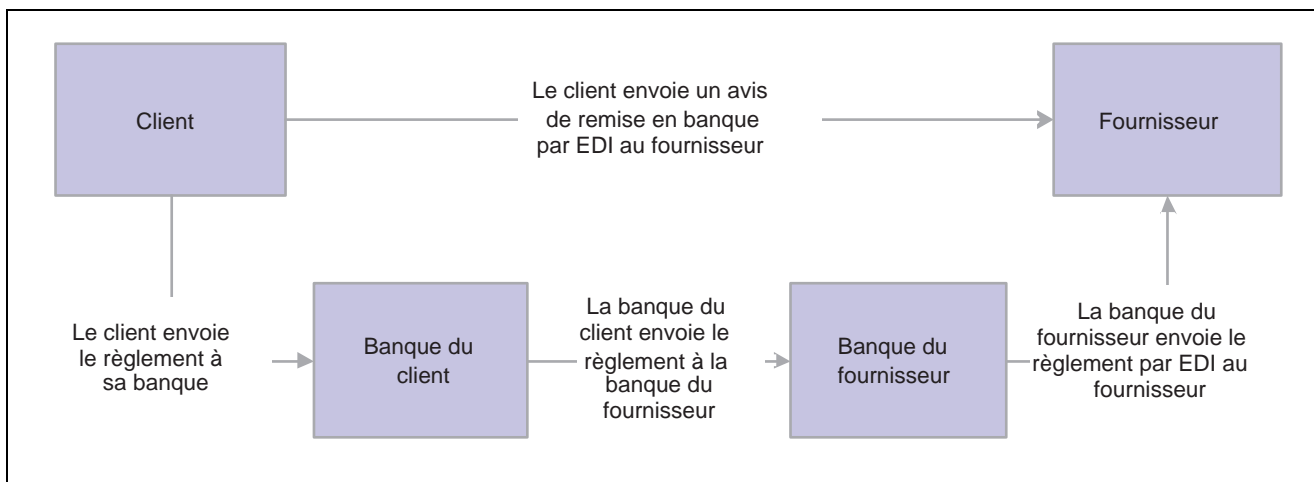 Client
Le client envoie un avis
de remise en banque
par EDI au fournisseur
Fournisseur
Le client envoie
le règlement à
sa banque
Banque du
client
La banque du
client envoie le
règlement à la
banque du
fournisseur
Banque du
fournisseur
La banque du
fournisseur envoie le
règlement par EDI au
fournisseur